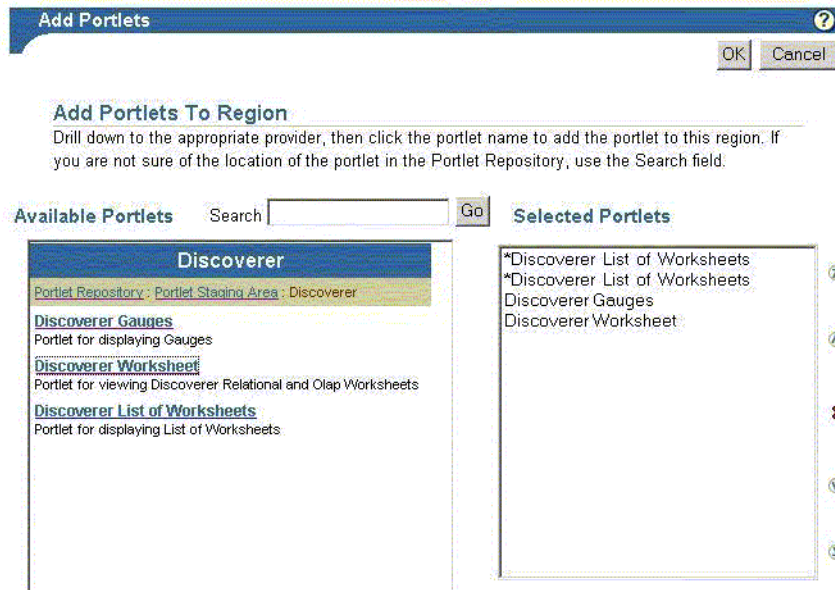 Add Portlets
?
OK Cancel
Add Portlets To Region
Drill down to the appropriate provider, then click the portlet name to add the portlet to this region. If
you are not sure of the location of the portlet in the Portlet Repository, use the Search field.
Available Portlets Search Go Selected Portlets
Discoverer
Portlet Repository : Portlet Staging Area : Discoverer
Discoverer Gauges
Portlet for displaying Gauges
Discoverer Worksheet
Portlet for viewing Discoverer Relational and Olap Worksheets
Discoverer List of Worksheets
Portlet for displaying List of Worksheets
*Discoverer List of Worksheets
*Discoverer List of Worksheets
Discoverer Gauges
Discoverer Worksheet